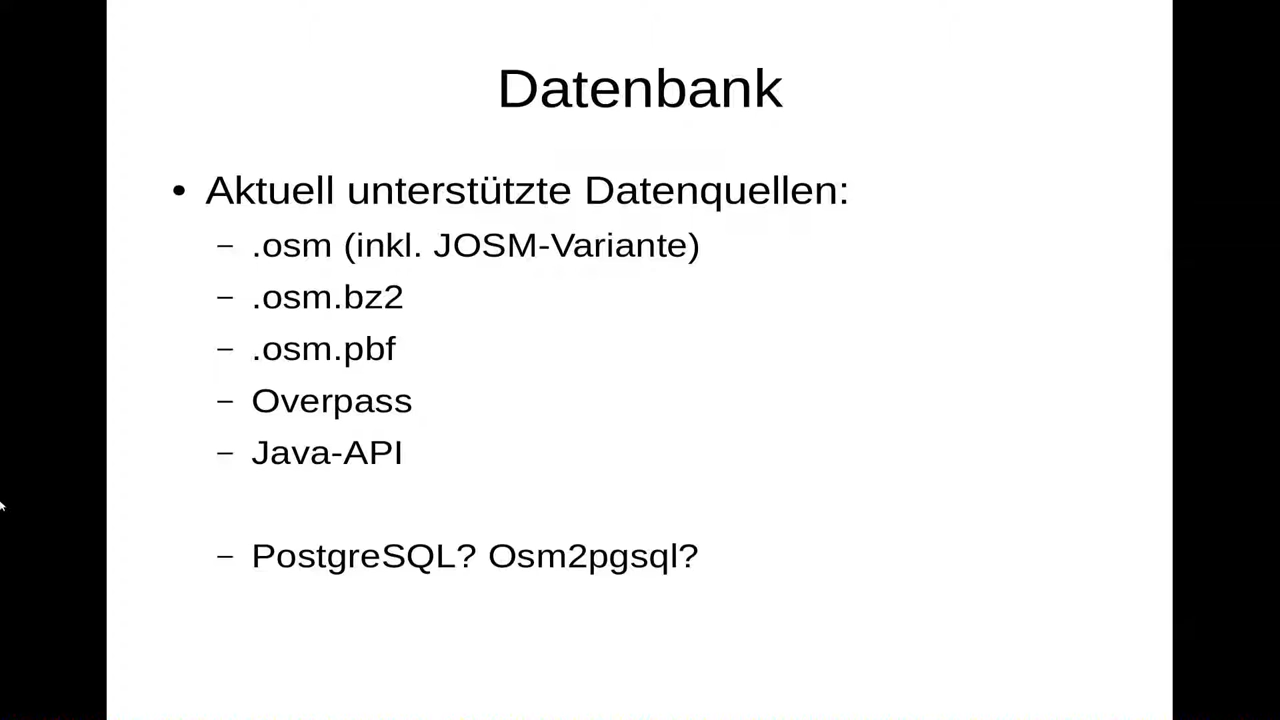 Datenbank
• Aktuell unterstützte Datenquellen:
– .osm (inkl. JOSM-Variante)
– .osm.bz2
– .osm.pbf
– Overpass
– Java-API
– PostgreSQL? Osm2pgsql?